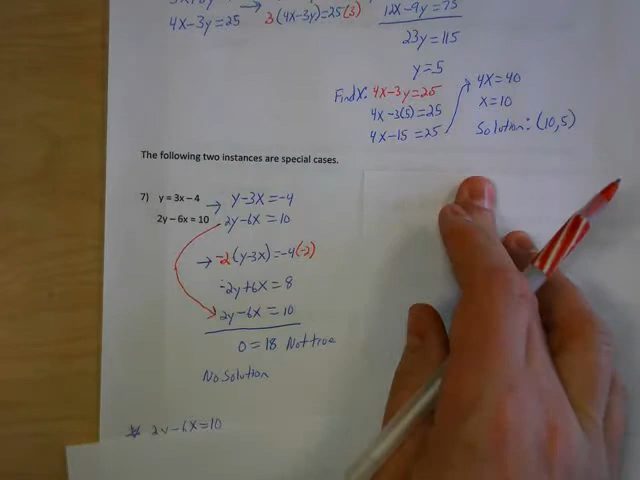 4x-3y=25 → 3(4x-3y)=25(3)
12x-9y=75
23y=115
y=5
Find x: 4x-3y=25
4x-3(5)=25
4x-15=25
4x=40
x=10
Solution: (10,5)
The following two instances are special cases.
7) y = 3x – 4 → y-3x=-4
2y – 6x = 10 2y-6x=10
→ -2(y-3x)=-4(-2)
-2y+6x=8
2y-6x=10
0=18 Not true
No Solution
2y-6x=10